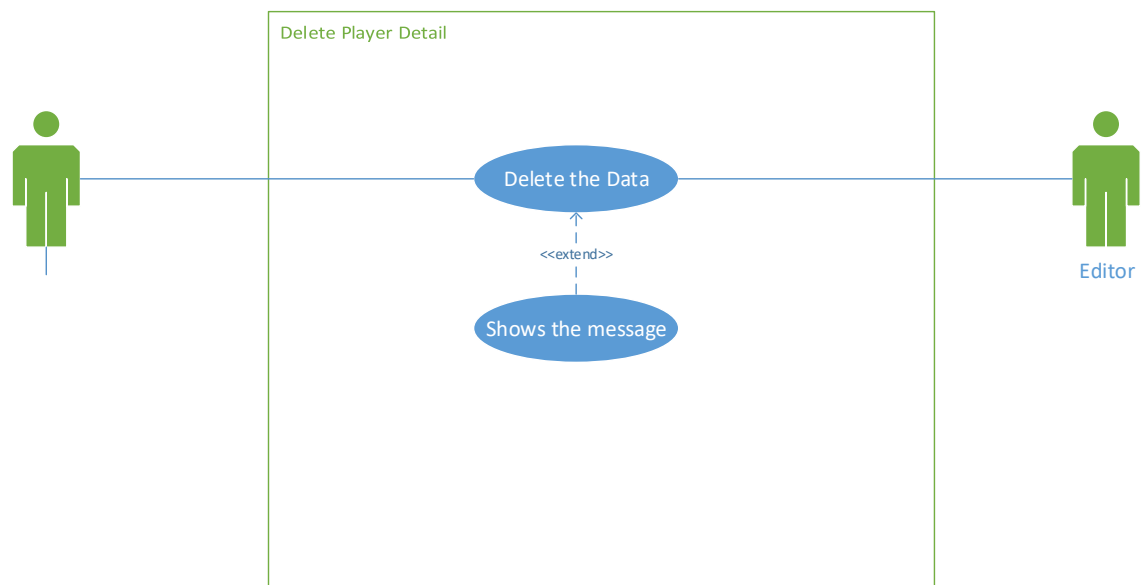 Delete Player Detail
Delete the Data
<<extend>>
Editor
Shows the message